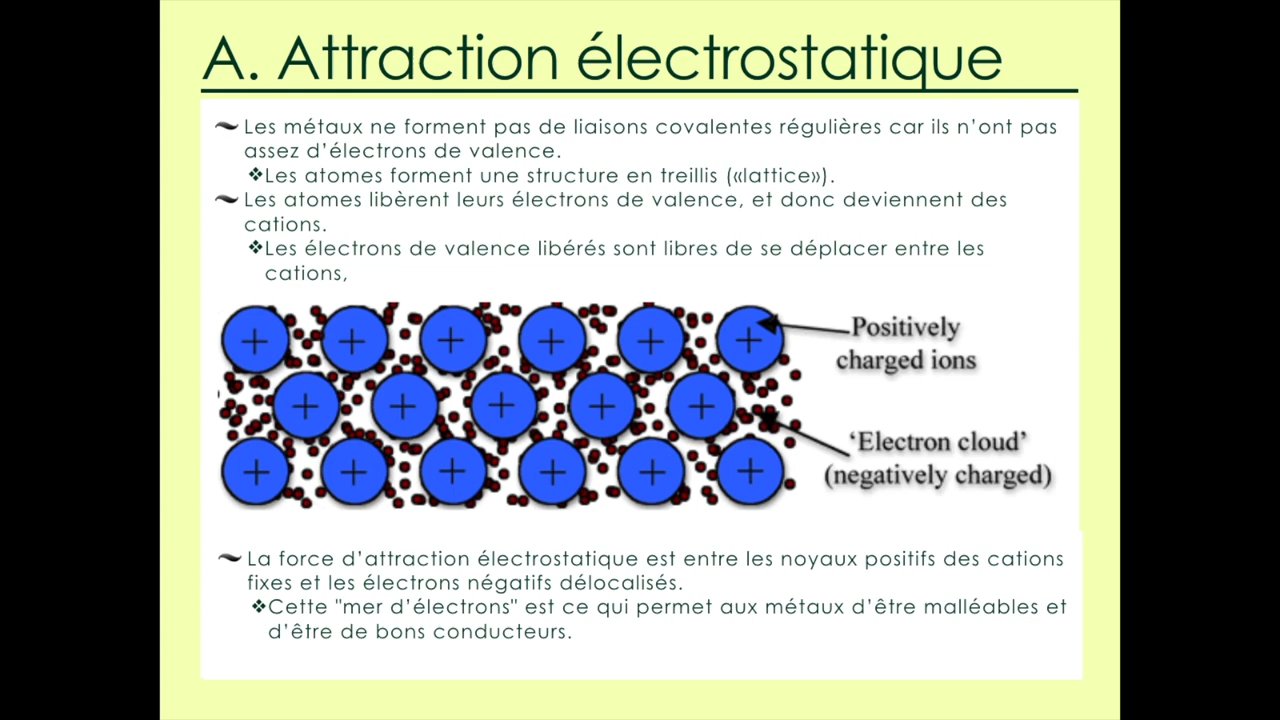 A. Attraction électrostatique
Les métaux ne forment pas de liaisons covalentes régulières car ils n’ont pas
assez d’électrons de valence.
❖Les atomes forment une structure en treillis («lattice»).
Les atomes libèrent leurs électrons de valence, et donc deviennent des
cations.
❖Les électrons de valence libérés sont libres de se déplacer entre les
cations,
+ + + + + +
Positively
charged ions
+ + + + +
‘Electron cloud’
(negatively charged)
+ + + + + +
La force d’attraction électrostatique est entre les noyaux positifs des cations
fixes et les électrons négatifs délocalisés.
❖Cette "mer d’électrons" est ce qui permet aux métaux d’être malléables et
d’être de bons conducteurs.